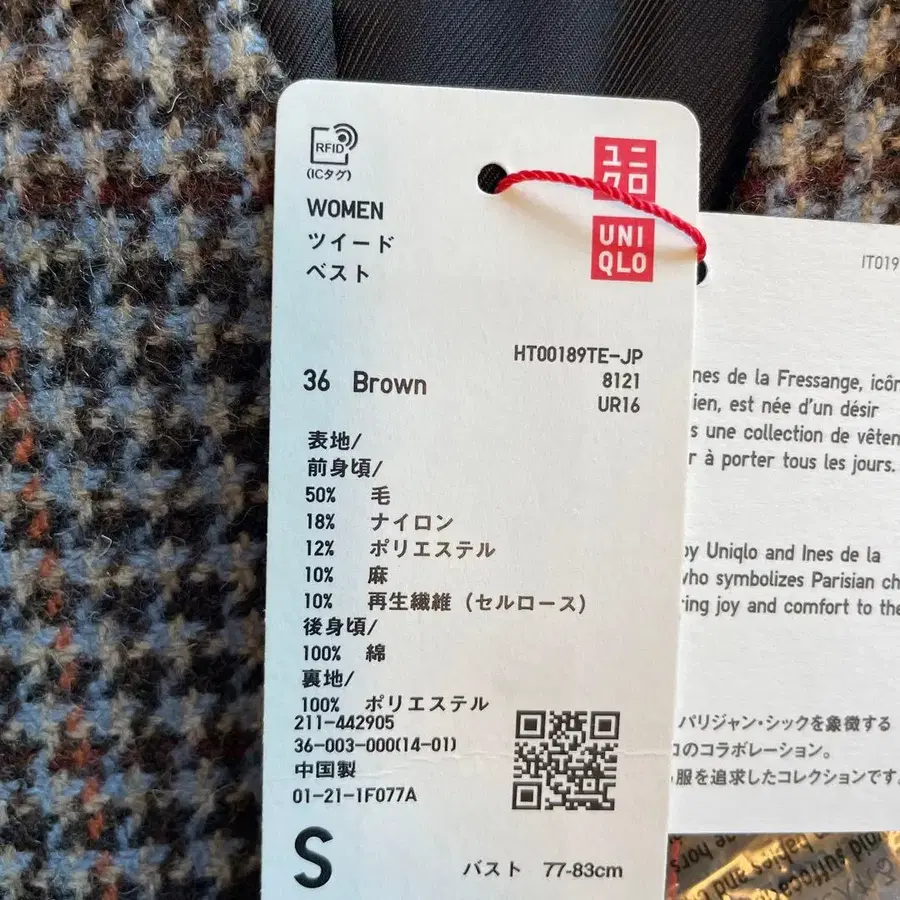 RFID
(ICタグ)
WOMEN
ツイード
ベスト
ユニ
クロ
UNI
QLO
HT00189TE-JP
36 Brown
8121
UR16
表地/
前身頃/
50% 毛
18% ナイロン
12% ポリエステル
10% 麻
10% 再生繊維（セルロース）
後身頃/
100% 綿
裏地/
100% ポリエステル
211-442905
36-003-000(14-01)
中国製
01-21-1F077A
S
バスト 77-83cm
IT019
nes de la Fressange, icôn
ien, est née d'un désir
s une collection de vêten
r à porter tous les jours.
by Uniqlo and Ines de la
who symbolizes Parisian ch
ring joy and comfort to the
パリジャン・シックを象徴する
ロのコラボレーション。
服を追求したコレクションです。